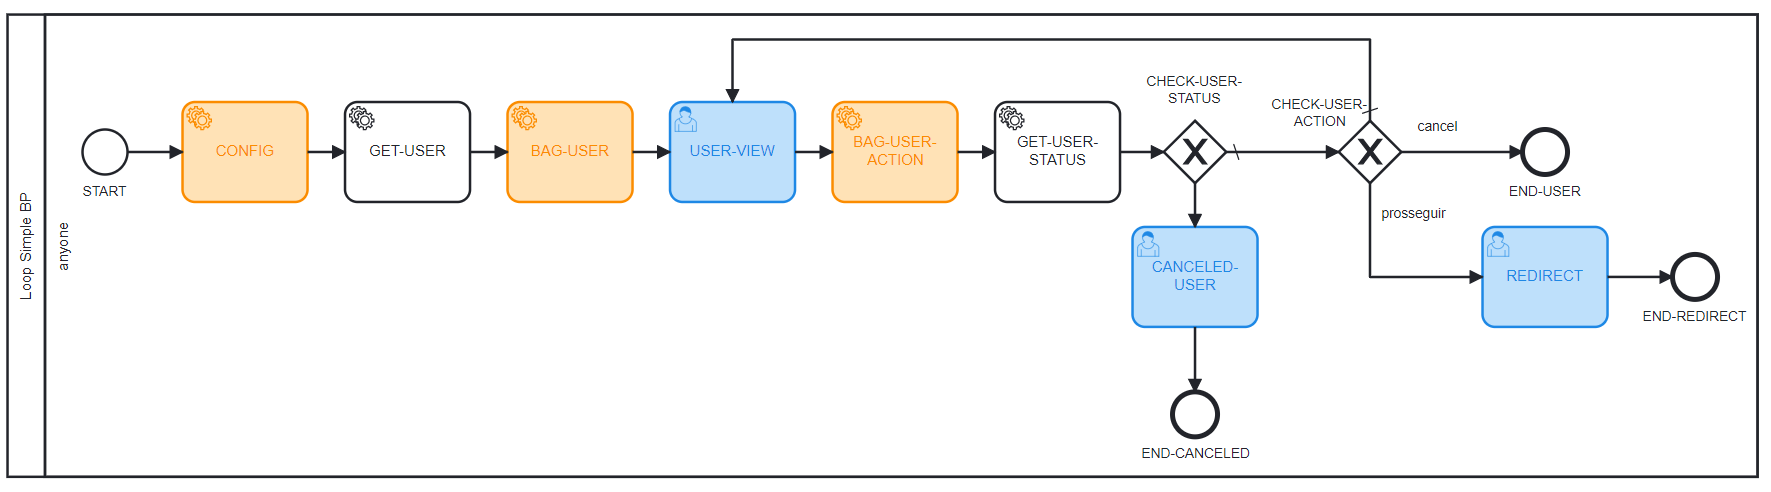 Loop Simple BP
anyone
START
CONFIG
GET-USER
BAG-USER
USER-VIEW
BAG-USER-
ACTION
GET-USER-
STATUS
CHECK-USER-
STATUS
CHECK-USER-
ACTION
cancel
END-USER
prosseguir
CANCELED-
USER
REDIRECT
END-REDIRECT
END-CANCELED